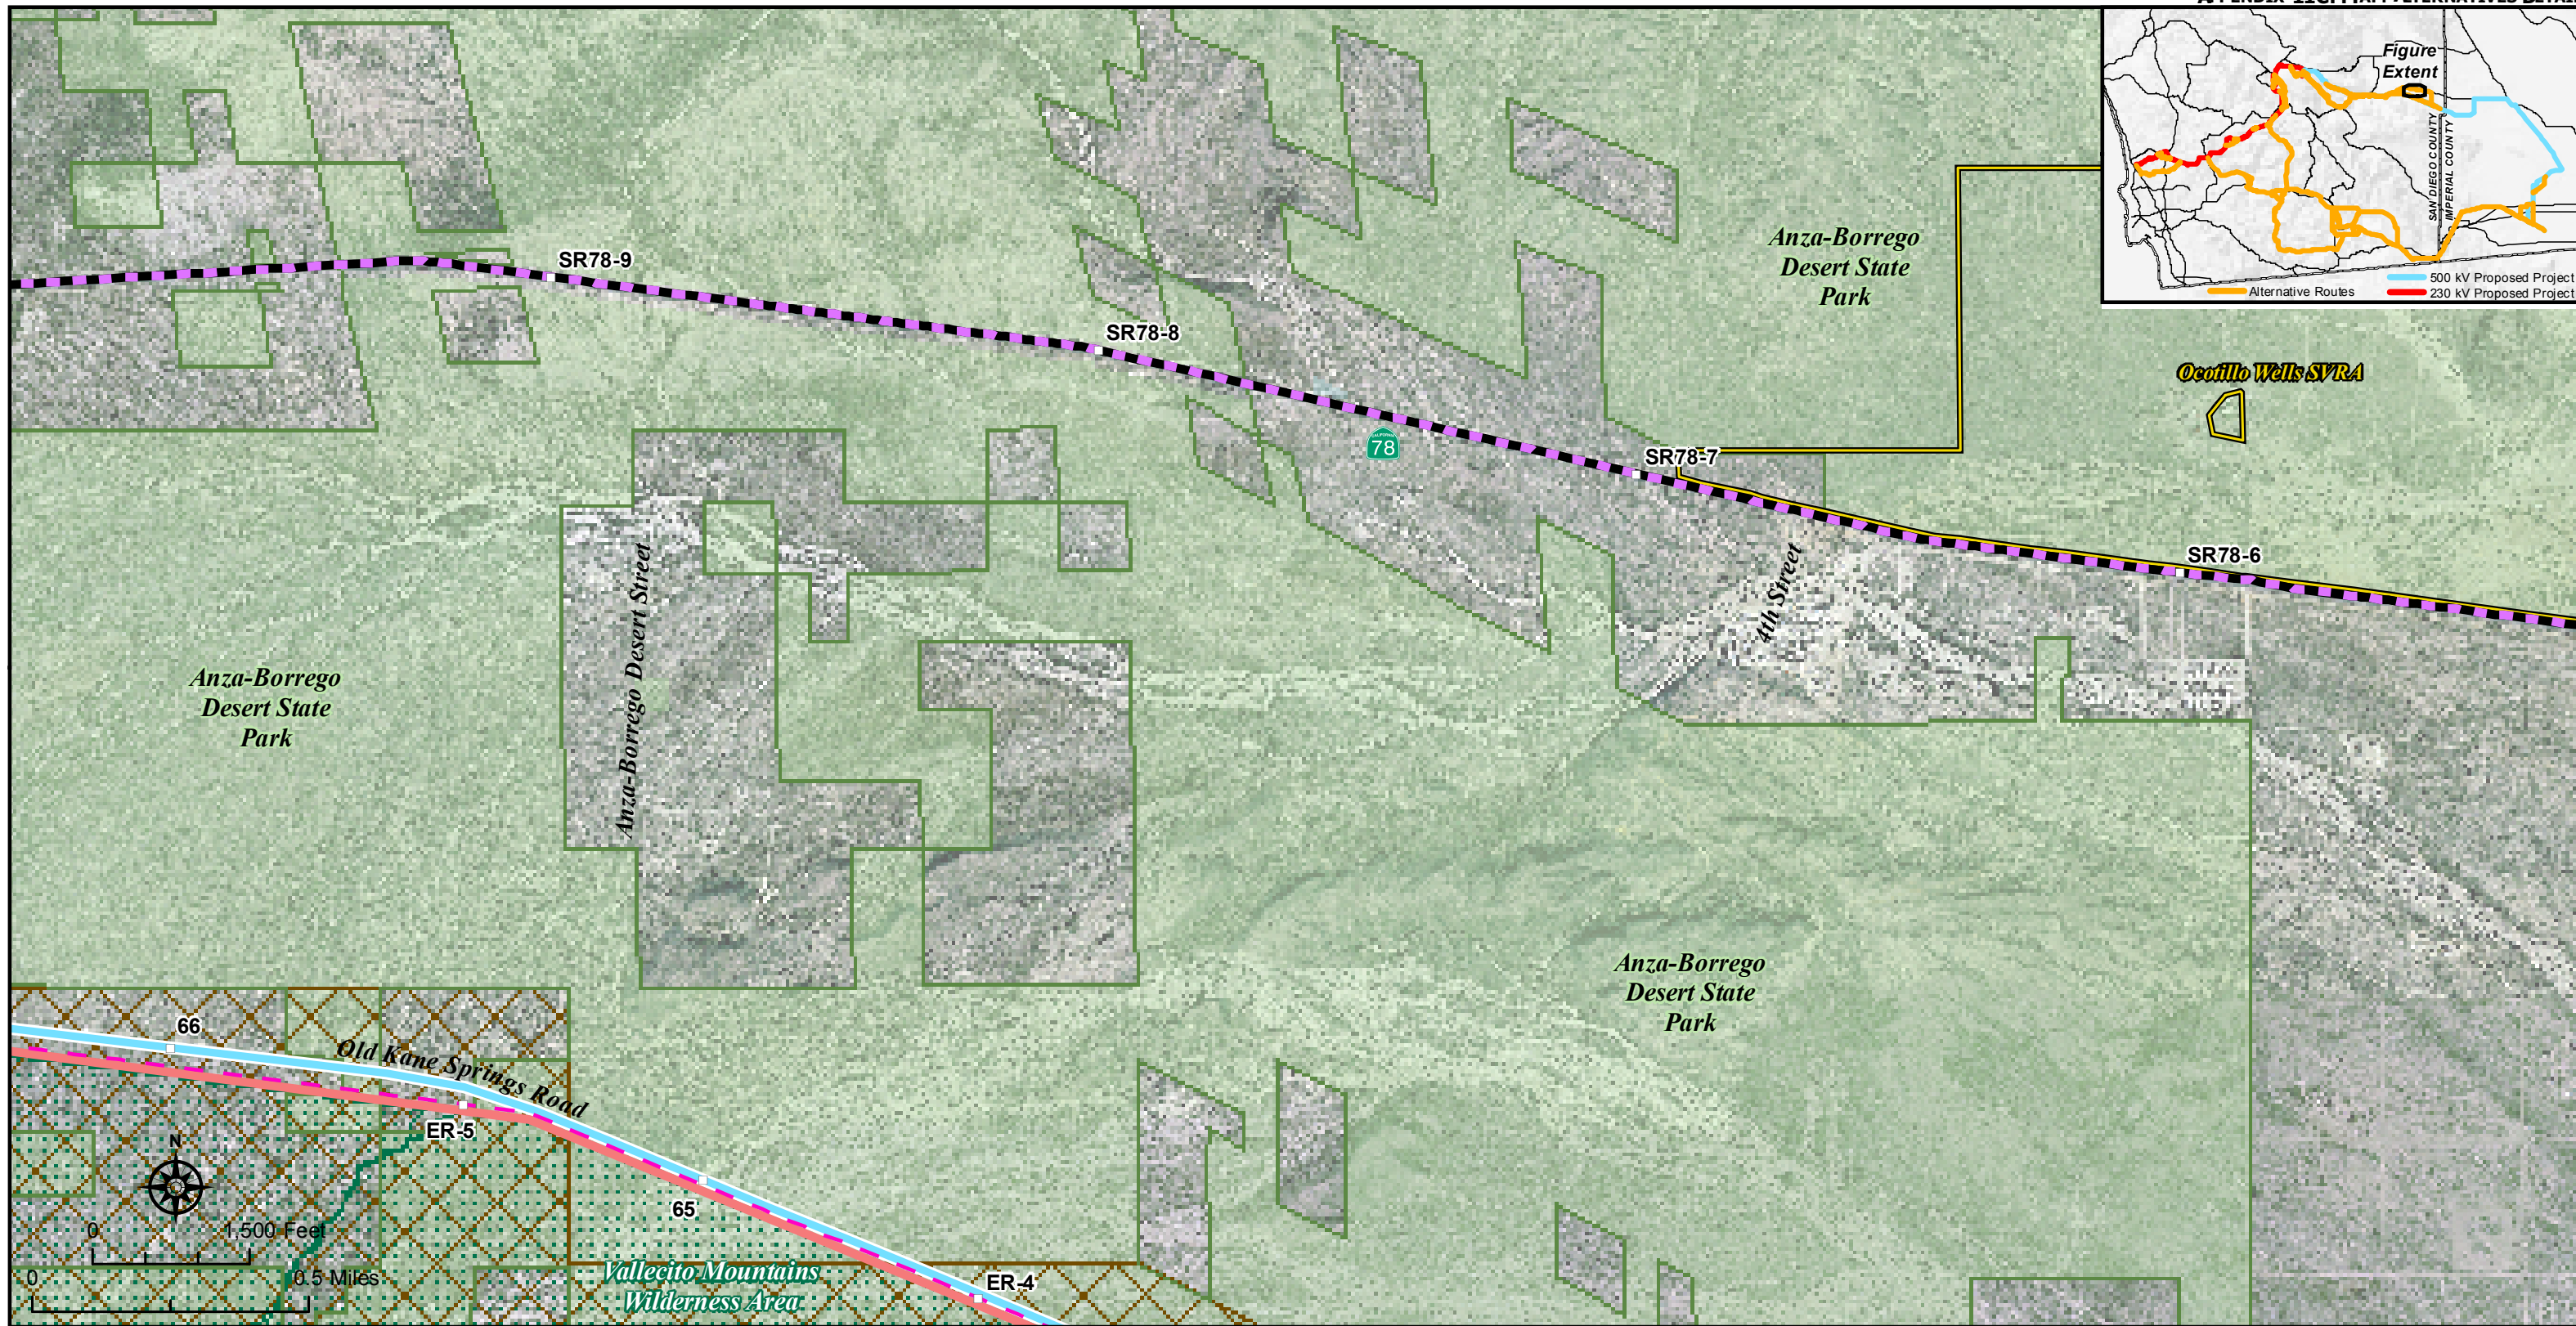 Figure
Extent
SAN DIEGO COUNTY
IMPERIAL COUNTY
500 kV Proposed Project
Alternative Routes
230 kV Proposed Project
SR78-9
Anza-Borrego
Desert State
Park
SR78-8
Ocotillo Wells SVRA
CALIFORNIA
78
SR78-7
SR78-6
Anza-Borrego Desert Street
4th Street
Anza-Borrego
Desert State
Park
Anza-Borrego
Desert State
Park
66
Old Kane Springs Road
ER-5
N
65
0 1,500 Feet
0 0.5 Miles
Vallecito Mountains
Wilderness Area
ER-4